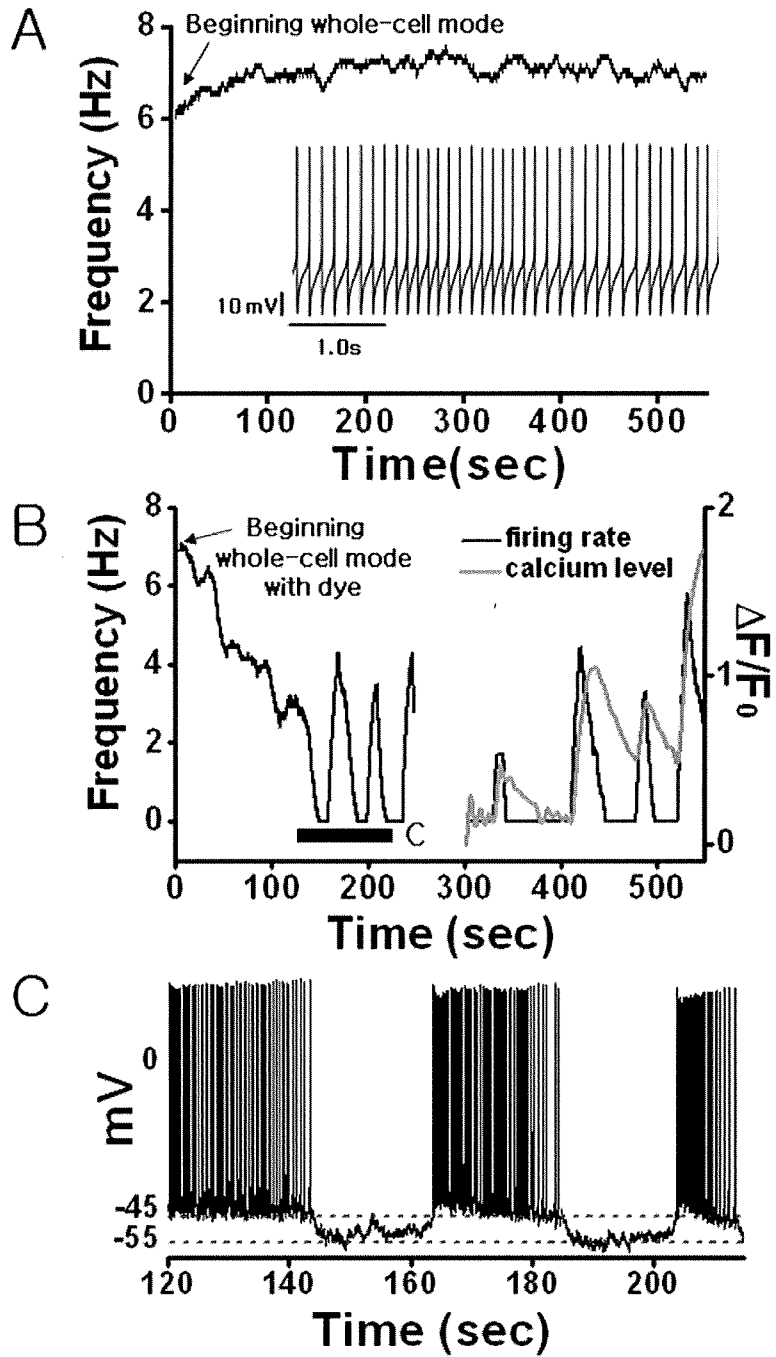 A
Beginning whole-cell mode
8
6
4
2
0
Frequency (Hz)
10 mV
1.0s
0 100 200 300 400 500
Time(sec)
B
Beginning
whole-cell mode
with dye
firing rate
calcium level
8
6
4
2
0
Frequency (Hz)
2
1
0
ΔF/F0
C
0 100 200 300 400 500
Time (sec)
C
mV
0
-45
-55
120 140 160 180 200
Time (sec)